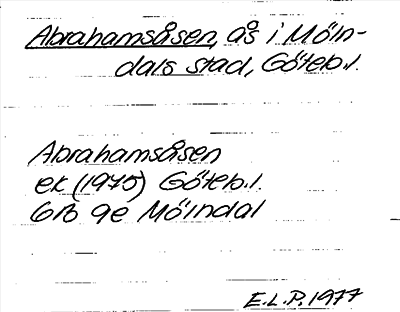 Abrahamsåsen, ås i Möln-
dals stad, Göteb.l.
Abrahamsåsen
ek (1975) Göteb.l.
6B 9e Mölndal
E.L.P. 1977